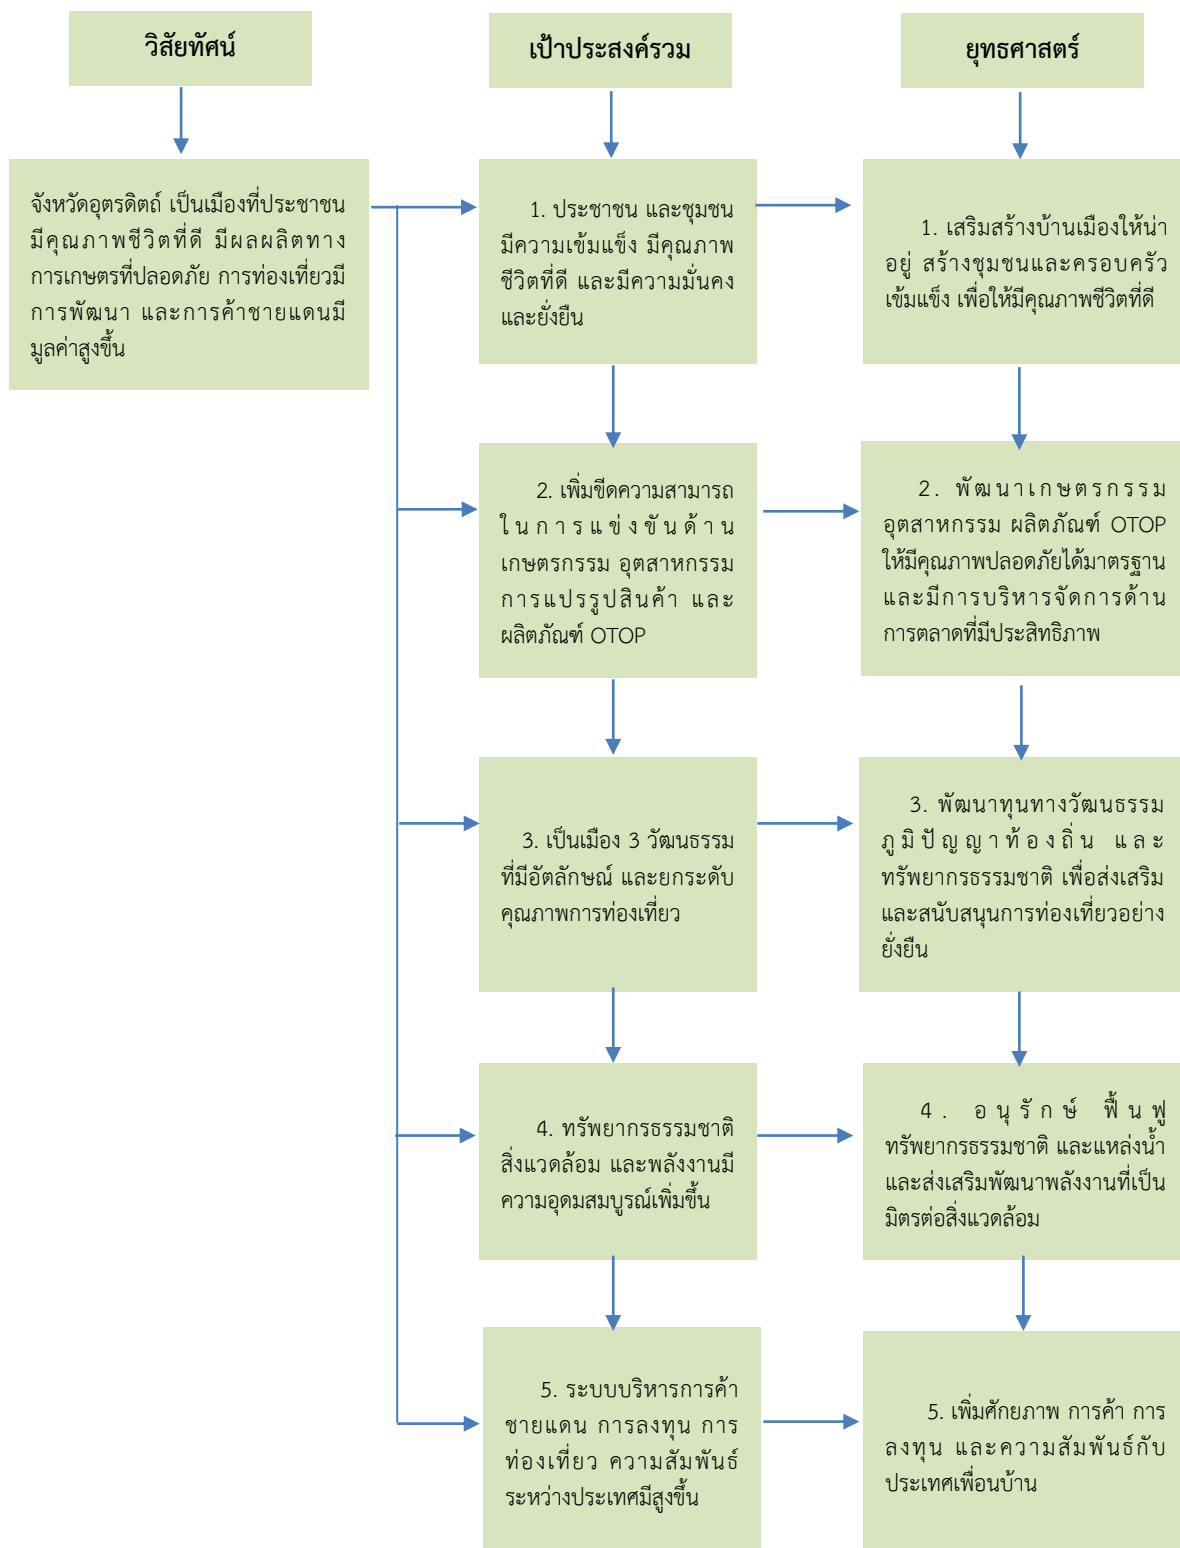 วิสัยทัศน์
เป้าประสงค์รวม
ยุทธศาสตร์
จังหวัดอุตรดิตถ์ เป็นเมืองที่ประชาชน
มีคุณภาพชีวิตที่ดี มีผลผลิตทาง
การเกษตรที่ปลอดภัย การท่องเที่ยวมี
การพัฒนา และการค้าชายแดนมี
มูลค่าสูงขึ้น
1. ประชาชน และชุมชน
มีความเข้มแข็ง มีคุณภาพ
ชีวิตที่ดี และมีความมั่นคง
และยั่งยืน
1. เสริมสร้างบ้านเมืองให้น่า
อยู่ สร้างชุมชนและครอบครัว
เข้มแข็ง เพื่อให้มีคุณภาพชีวิตที่ดี
2. เพิ่มขีดความสามารถ
ในการแข่งขันด้าน
เกษตรกรรม อุตสาหกรรม
การแปรรูปสินค้า และ
ผลิตภัณฑ์ OTOP
2. พัฒนาเกษตรกรรม
อุตสาหกรรม ผลิตภัณฑ์ OTOP
ให้มีคุณภาพปลอดภัยได้มาตรฐาน
และมีการบริหารจัดการด้าน
การตลาดที่มีประสิทธิภาพ
3. เป็นเมือง 3 วัฒนธรรม
ที่มีอัตลักษณ์ และยกระดับ
คุณภาพการท่องเที่ยว
3. พัฒนาทุนทางวัฒนธรรม
ภูมิปัญญาท้องถิ่น และ
ทรัพยากรธรรมชาติ เพื่อส่งเสริม
และสนับสนุนการท่องเที่ยวอย่าง
ยั่งยืน
4. ทรัพยากรธรรมชาติ
สิ่งแวดล้อม และพลังงานมี
ความอุดมสมบูรณ์เพิ่มขึ้น
4. อนุรักษ์ ฟื้นฟู
ทรัพยากรธรรมชาติ และแหล่งน้ำ
และส่งเสริมพัฒนาพลังงานที่เป็น
มิตรต่อสิ่งแวดล้อม
5. ระบบบริหารการค้า
ชายแดน การลงทุน การ
ท่องเที่ยว ความสัมพันธ์
ระหว่างประเทศมีสูงขึ้น
5. เพิ่มศักยภาพ การค้า การ
ลงทุน และความสัมพันธ์กับ
ประเทศเพื่อนบ้าน